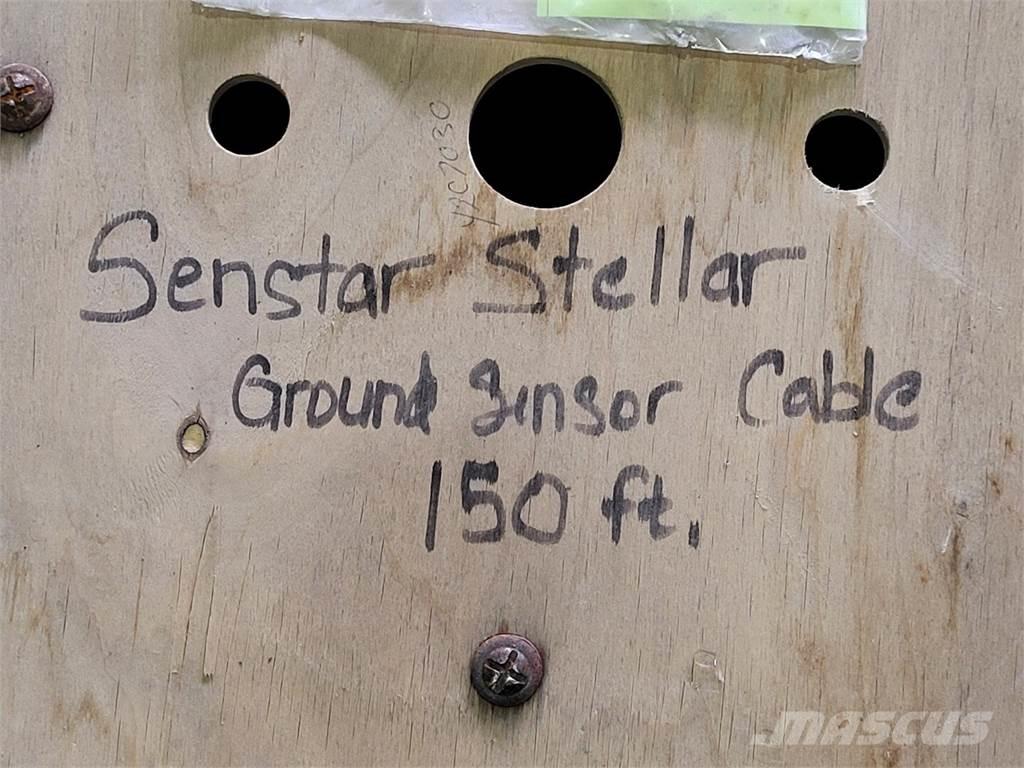 Senstar Stellar
Ground Sensor Cable
150 ft.
MASCUS